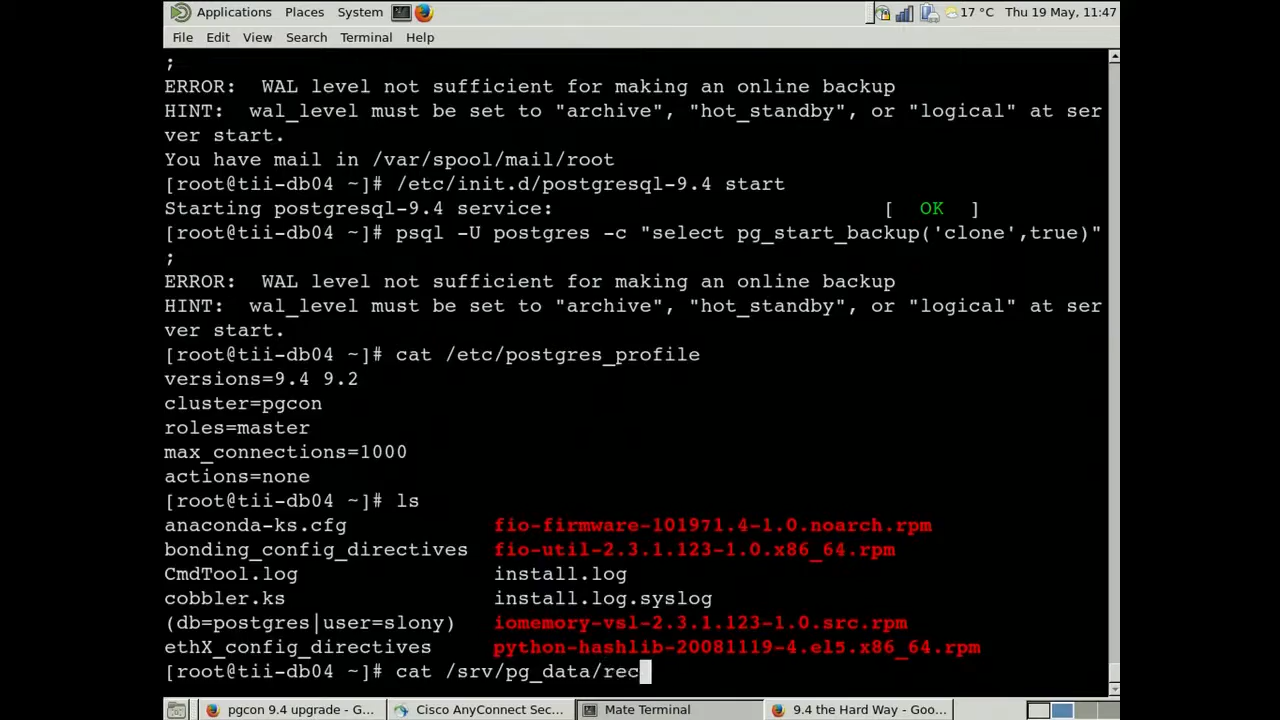 Applications Places System 17 °C Thu 19 May, 11:47
File Edit View Search Terminal Help
;
ERROR:  WAL level not sufficient for making an online backup
HINT:  wal_level must be set to "archive", "hot_standby", or "logical" at ser
ver start.
You have mail in /var/spool/mail/root
[root@tii-db04 ~]# /etc/init.d/postgresql-9.4 start
Starting postgresql-9.4 service:                           [  OK  ]
[root@tii-db04 ~]# psql -U postgres -c "select pg_start_backup('clone',true)"
;
ERROR:  WAL level not sufficient for making an online backup
HINT:  wal_level must be set to "archive", "hot_standby", or "logical" at ser
ver start.
[root@tii-db04 ~]# cat /etc/postgres_profile
versions=9.4 9.2
cluster=pgcon
roles=master
max_connections=1000
actions=none
[root@tii-db04 ~]# ls
anaconda-ks.cfg            fio-firmware-101971.4-1.0.noarch.rpm
bonding_config_directives  fio-util-2.3.1.123-1.0.x86_64.rpm
CmdTool.log                install.log
cobbler.ks                 install.log.syslog
(db=postgres|user=slony)   iomemory-vsl-2.3.1.123-1.0.src.rpm
ethX_config_directives     python-hashlib-20081119-4.el5.x86_64.rpm
[root@tii-db04 ~]# cat /srv/pg_data/rec
pgcon 9.4 upgrade - G... Cisco AnyConnect Sec... Mate Terminal 9.4 the Hard Way - Goo...